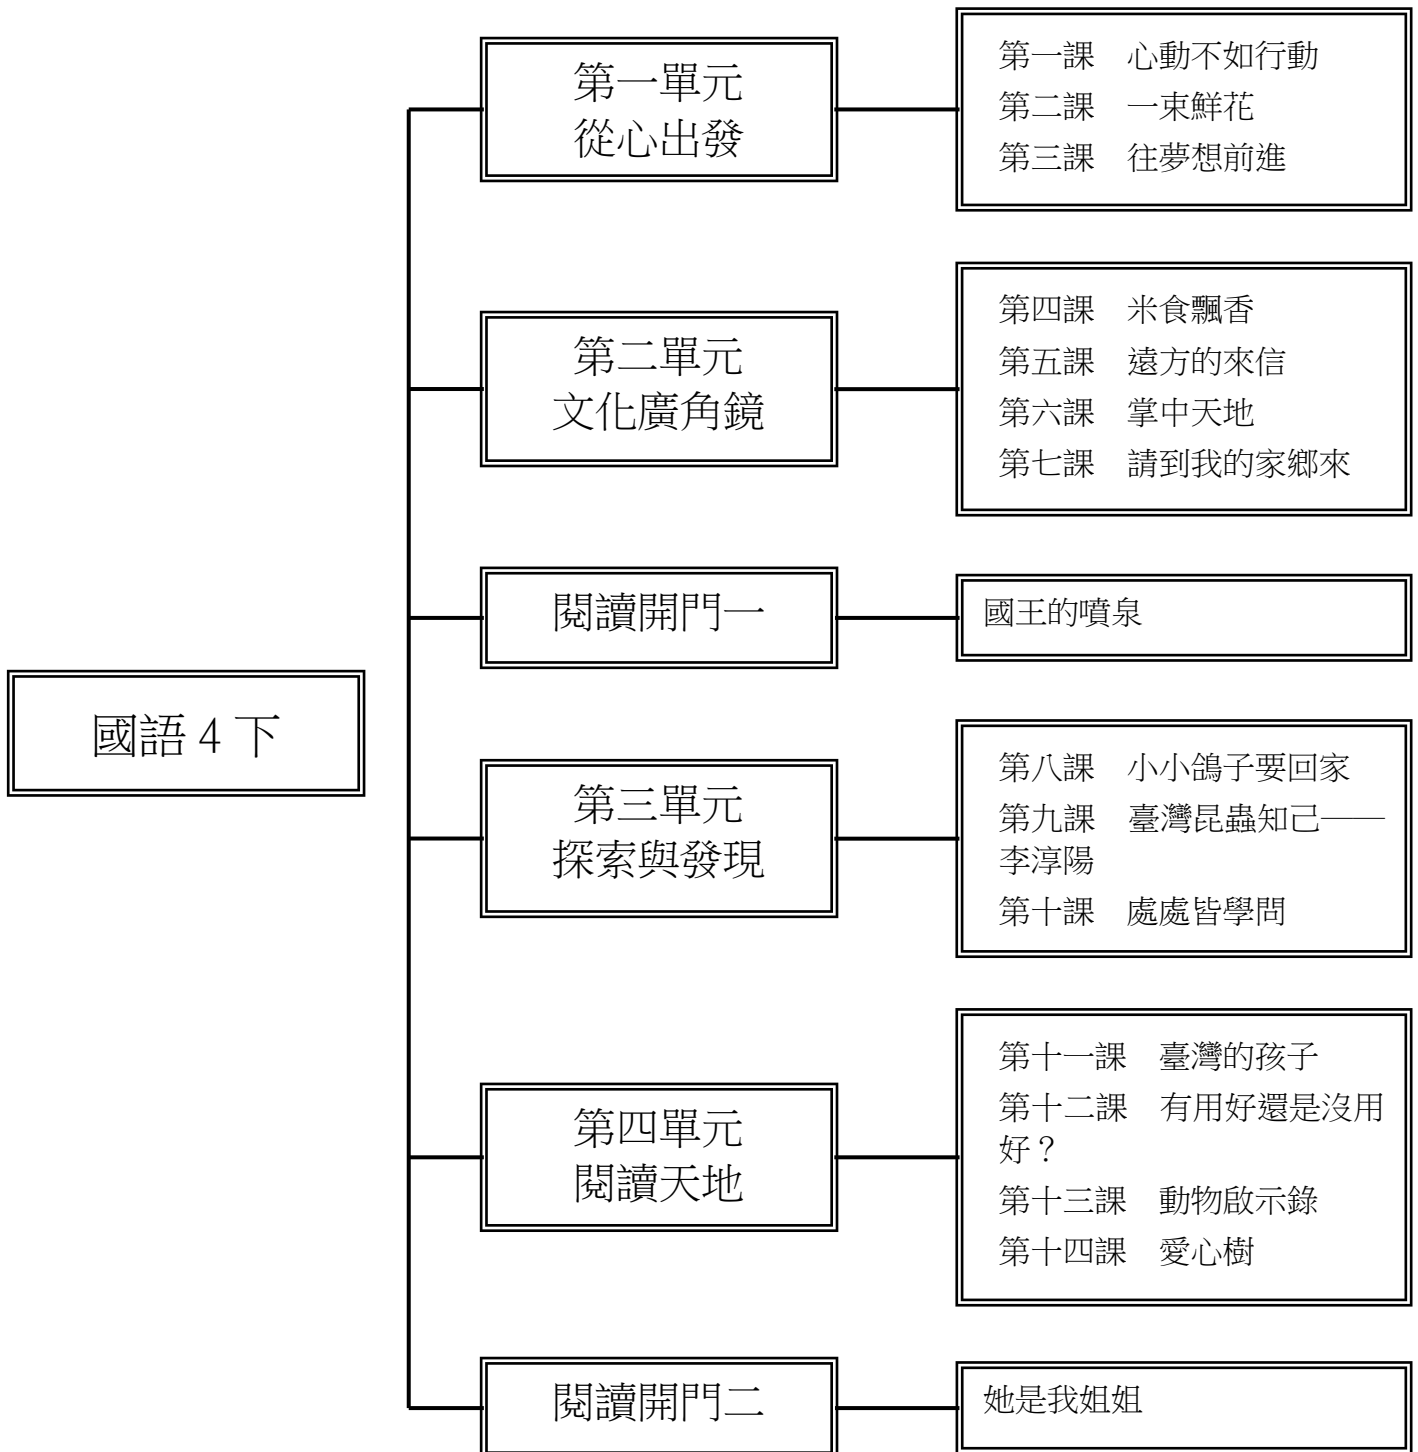 國語 4 下
第一單元
從心出發
第一課　心動不如行動
第二課　一束鮮花
第三課　往夢想前進
第二單元
文化廣角鏡
第四課　米食飄香
第五課　遠方的來信
第六課　掌中天地
第七課　請到我的家鄉來
閱讀開門一
國王的噴泉
第三單元
探索與發現
第八課　小小鴿子要回家
第九課　臺灣昆蟲知己——
李淳陽
第十課　處處皆學問
第四單元
閱讀天地
第十一課　臺灣的孩子
第十二課　有用好還是沒用
好？
第十三課　動物啟示錄
第十四課　愛心樹
閱讀開門二
她是我姐姐